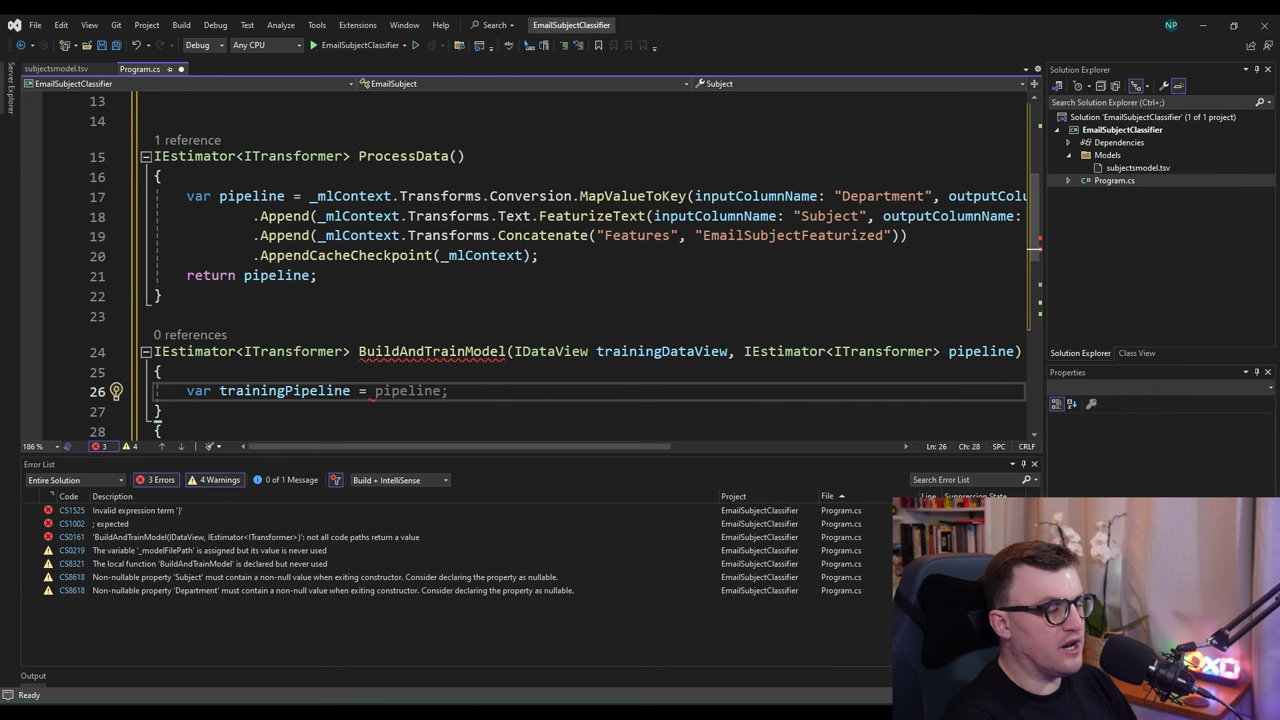 File Edit View Git Project Build Debug Test Analyze Tools Extensions Window Help Search EmailSubjectClassifier NP
Debug Any CPU EmailSubjectClassifier
Server Explorer
subjectsmodel.tsv Program.cs
EmailSubjectClassifier EmailSubject Subject
13
14
1 reference
15 IEstimator<ITransformer> ProcessData()
16 {
17 var pipeline = _mlContext.Transforms.Conversion.MapValueToKey(inputColumnName: "Department", outputColu
18 .Append(_mlContext.Transforms.Text.FeaturizeText(inputColumnName: "Subject", outputColumnName:
19 .Append(_mlContext.Transforms.Concatenate("Features", "EmailSubjectFeaturized"))
20 .AppendCacheCheckpoint(_mlContext);
21 return pipeline;
22 }
23
0 references
24 IEstimator<ITransformer> BuildAndTrainModel(IDataView trainingDataView, IEstimator<ITransformer> pipeline)
25 {
26 var trainingPipeline = pipeline;
27 }
28 {
186 % 3 4 Ln: 26 Ch: 28 SPC CRLF
Solution Explorer
Search Solution Explorer (Ctrl+;)
Solution 'EmailSubjectClassifier' (1 of 1 project)
EmailSubjectClassifier
Dependencies
Models
subjectsmodel.tsv
Program.cs
Solution Explorer Class View
Properties
Error List
Entire Solution 3 Errors 4 Warnings 0 of 1 Message Build + IntelliSense Search Error List
Code Description Project File Line Suppression State
CS1525 Invalid expression term '}' EmailSubjectClassifier Program.cs
CS1002 ; expected EmailSubjectClassifier Program.cs
CS0161 'BuildAndTrainModel(IDataView, IEstimator<ITransformer>)': not all code paths return a value EmailSubjectClassifier Program.cs
CS0219 The variable '_modelFilePath' is assigned but its value is never used EmailSubjectClassifier Program.cs
CS8321 The local function 'BuildAndTrainModel' is declared but never used EmailSubjectClassifier Program.cs
CS8618 Non-nullable property 'Subject' must contain a non-null value when exiting constructor. Consider declaring the property as nullable. EmailSubjectClassifier Program.cs
CS8618 Non-nullable property 'Department' must contain a non-null value when exiting constructor. Consider declaring the property as nullable. EmailSubjectClassifier Program.cs
Output
Ready